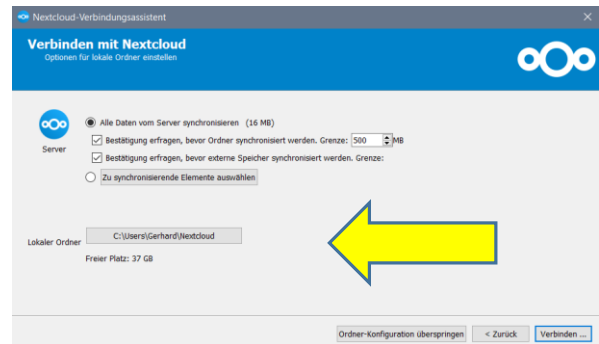 Nextcloud-Verbindungsassistent
Verbinden mit Nextcloud
Optionen für lokale Ordner einstellen
Server
Alle Daten vom Server synchronisieren (16 MB)
Bestätigung erfragen, bevor Ordner synchronisiert werden. Grenze: 500 MB
Bestätigung erfragen, bevor externe Speicher synchronisiert werden. Grenze:
Zu synchronisierende Elemente auswählen
Lokaler Ordner C:\Users\Gerhard\Nextcloud
Freier Platz: 37 GB
Ordner-Konfiguration überspringen < Zurück Verbinden ...